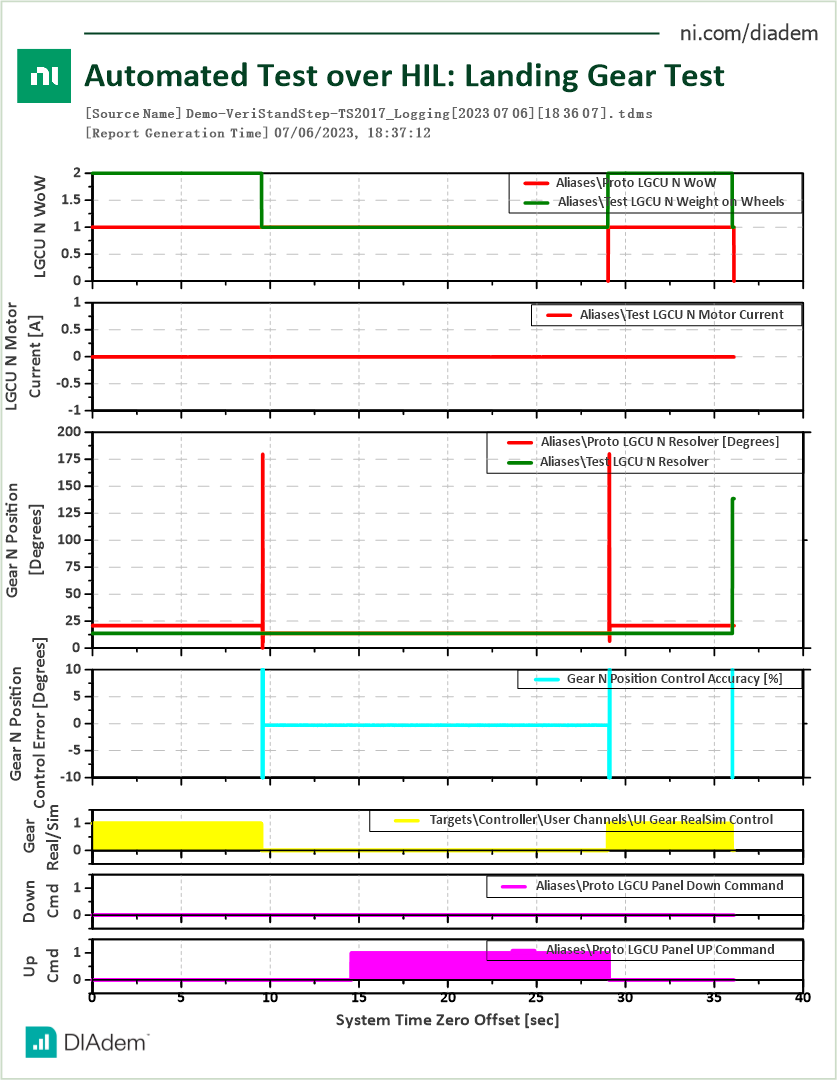 ni.com/diadem
ni
Automated Test over HIL: Landing Gear Test
[Source Name] Demo-VeriStandStep-TS2017_Logging[2023 07 06][18 36 07].tdms
[Report Generation Time] 07/06/2023, 18:37:12
LGCU N WoW
2
1.5
1
0.5
0
Aliases\Proto LGCU N WoW
Aliases\Test LGCU N Weight on Wheels
LGCU N Motor
Current [A]
1
0.5
0
-0.5
-1
Aliases\Test LGCU N Motor Current
Gear N Position
[Degrees]
200
175
150
125
100
75
50
25
0
Aliases\Proto LGCU N Resolver [Degrees]
Aliases\Test LGCU N Resolver
Gear N Position
Control Error [Degrees]
10
5
0
-5
-10
Gear N Position Control Accuracy [%]
Gear
Real/Sim
1
0
Targets\Controller\User Channels\UI Gear RealSim Control
Down
Cmd
1
0
Aliases\Proto LGCU Panel Down Command
Up
Cmd
1
0
Aliases\Proto LGCU Panel UP Command
0 5 10 15 20 25 30 35 40
System Time Zero Offset [sec]
DIAdem™